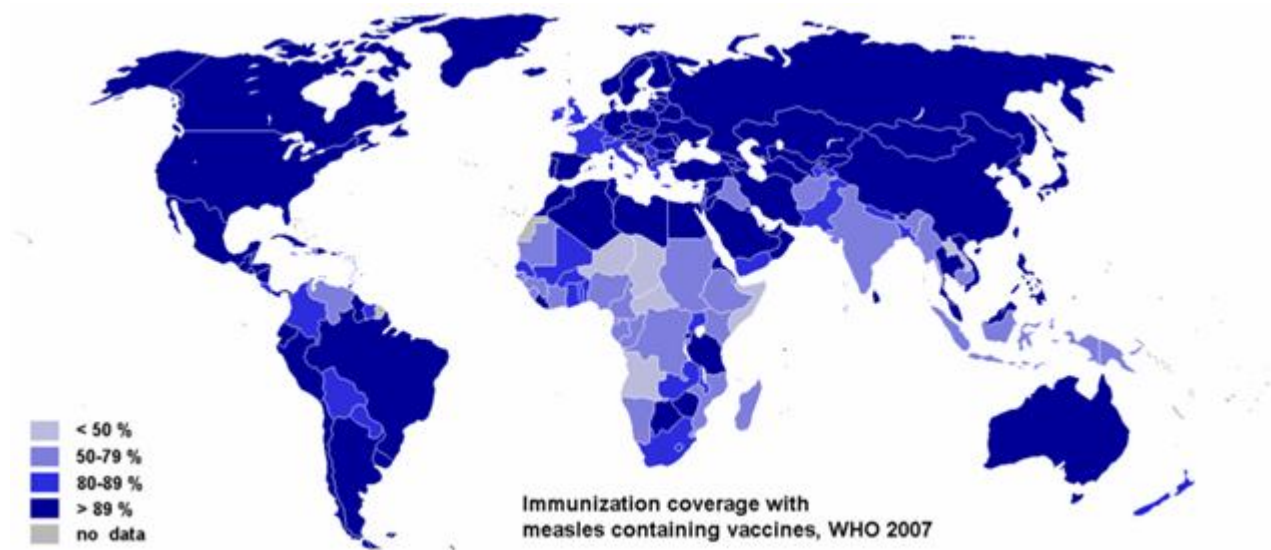 < 50 %
50-79 %
80-89 %
> 89 %
no data
Immunization coverage with
measles containing vaccines, WHO 2007